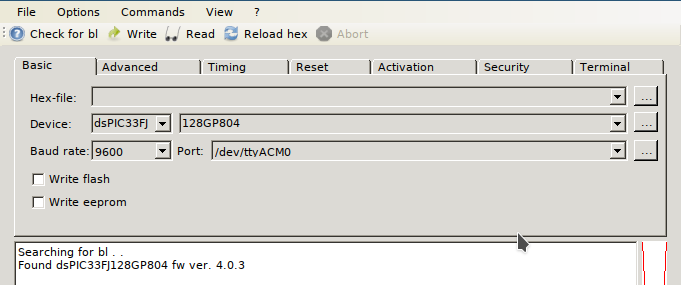 File Options Commands View ?
Check for bl Write Read Reload hex Abort
Basic Advanced Timing Reset Activation Security Terminal
Hex-file: ...
Device: dsPIC33FJ 128GP804 ...
Baud rate: 9600 Port: /dev/ttyACM0 ...
Write flash
Write eeprom
Searching for bl . .
Found dsPIC33FJ128GP804 fw ver. 4.0.3